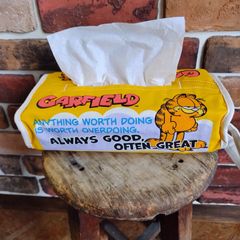 GARFIELD
ANYTHING WORTH DOING
IS WORTH OVERDOING.
ALWAYS GOOD...
OFTEN GREAT